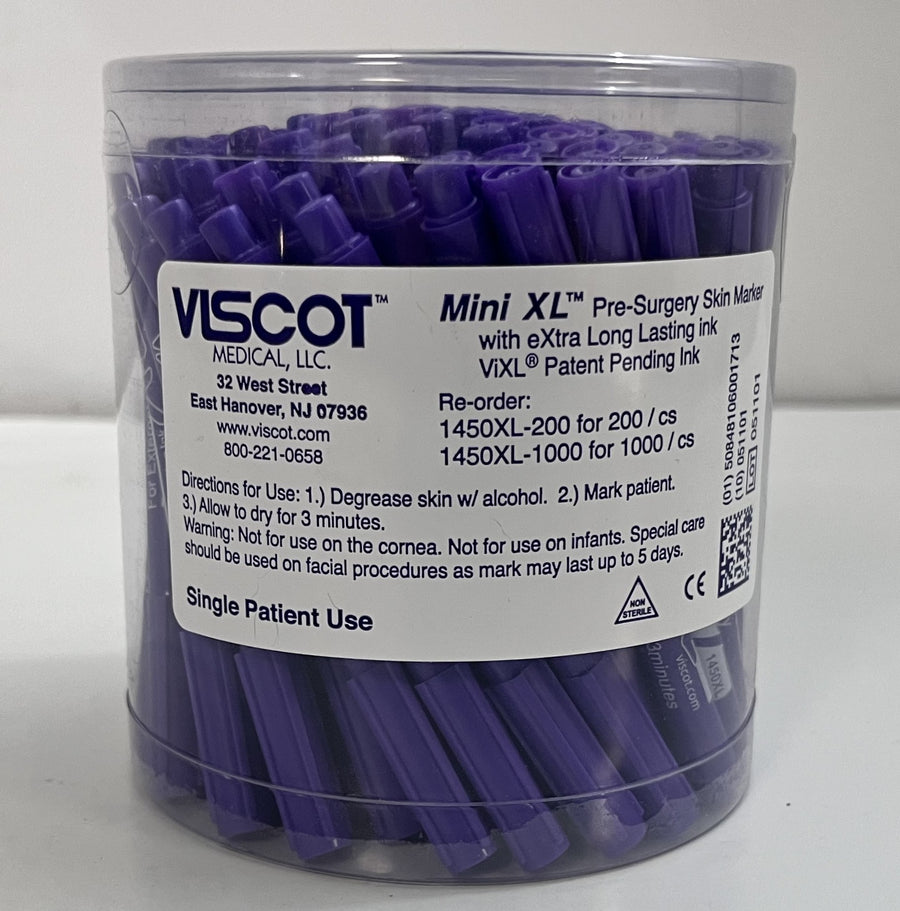 VISCOT™
MEDICAL, LLC.
32 West Street
East Hanover, NJ 07936
www.viscot.com
800-221-0658
Mini XL™ Pre-Surgery Skin Marker
with eXtra Long Lasting ink
ViXL® Patent Pending Ink
Re-order:
1450XL-200 for 200 / cs
1450XL-1000 for 1000 / cs
(01) 50848106001713
(10) 051101
LOT 051101
Directions for Use: 1.) Degrease skin w/ alcohol. 2.) Mark patient.
3.) Allow to dry for 3 minutes.
Warning: Not for use on the cornea. Not for use on infants. Special care
should be used on facial procedures as mark may last up to 5 days.
Single Patient Use
NON
STERILE
CE
3minutes
viscot.com
1450XL